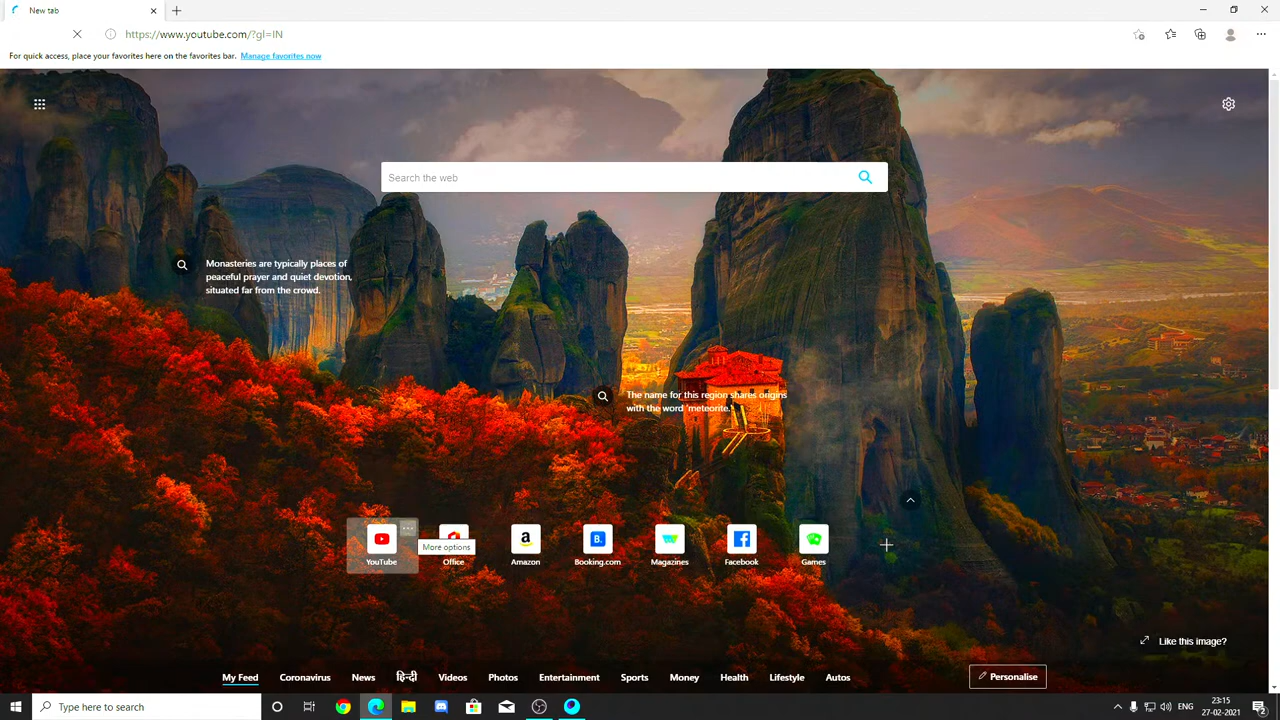 New tab
https://www.youtube.com/?gl=IN
For quick access, place your favorites here on the favorites bar. Manage favorites now
Search the web
Monasteries are typically places of
peaceful prayer and quiet devotion,
situated far from the crowd.
The name for this region shares origins
with the word 'meteorite.'
More options
YouTube
Office
Amazon
Booking.com
Magazines
Facebook
Games
Like this image?
My Feed
Coronavirus
News
हिन्दी
Videos
Photos
Entertainment
Sports
Money
Health
Lifestyle
Autos
Personalise
Type here to search
ENG
23:15
27-02-2021
2